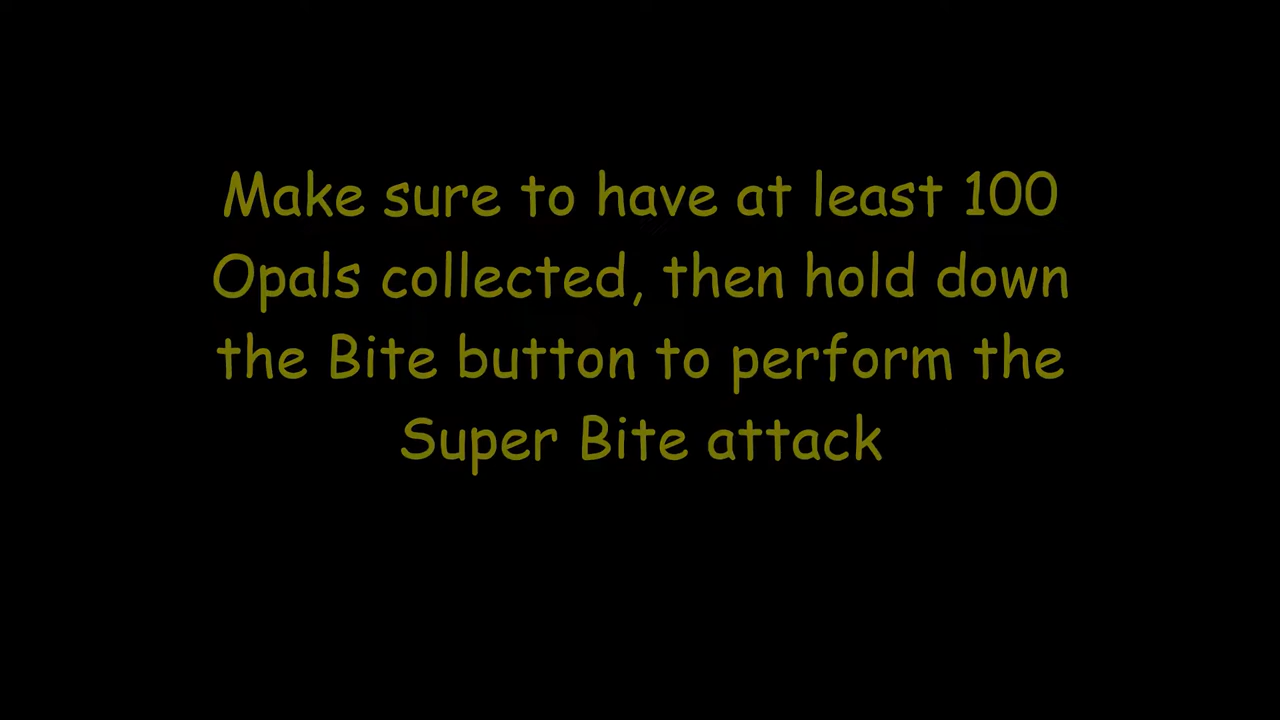 Make sure to have at least 100
Opals collected, then hold down
the Bite button to perform the
Super Bite attack